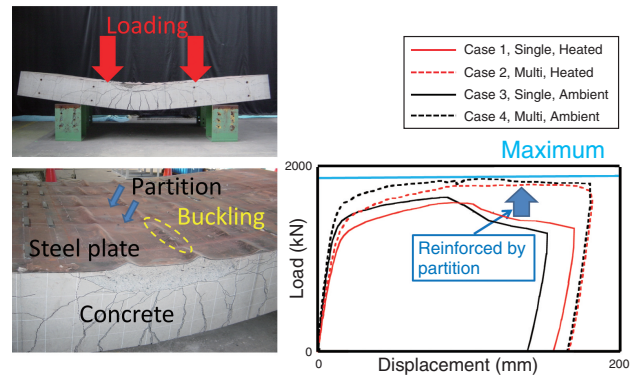 Loading
Partition
Buckling
Steel plate
Concrete
Case 1, Single, Heated
Case 2, Multi, Heated
Case 3, Single, Ambient
Case 4, Multi, Ambient
Maximum
2000
Load (kN)
Reinforced by
partition
0
0
200
Displacement (mm)